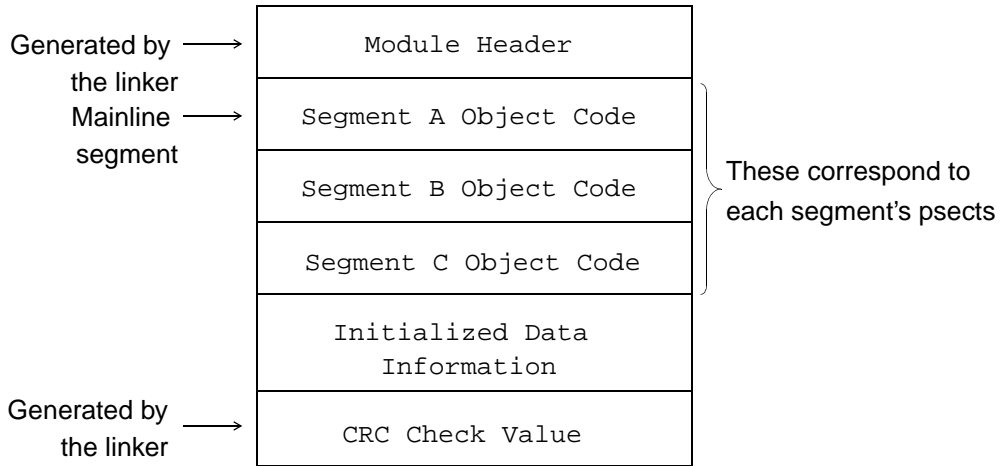 Generated by
the linker
Module Header
Mainline
segment
Segment A Object Code
Segment B Object Code
Segment C Object Code
These correspond to
each segment’s psects
Initialized Data
Information
Generated by
the linker
CRC Check Value